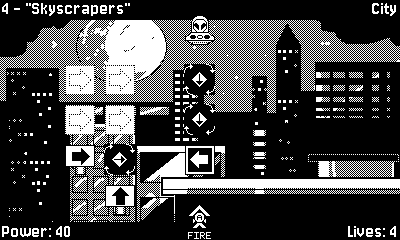 4 - "Skyscrapers"
City
FIRE
Power: 40
Lives: 4